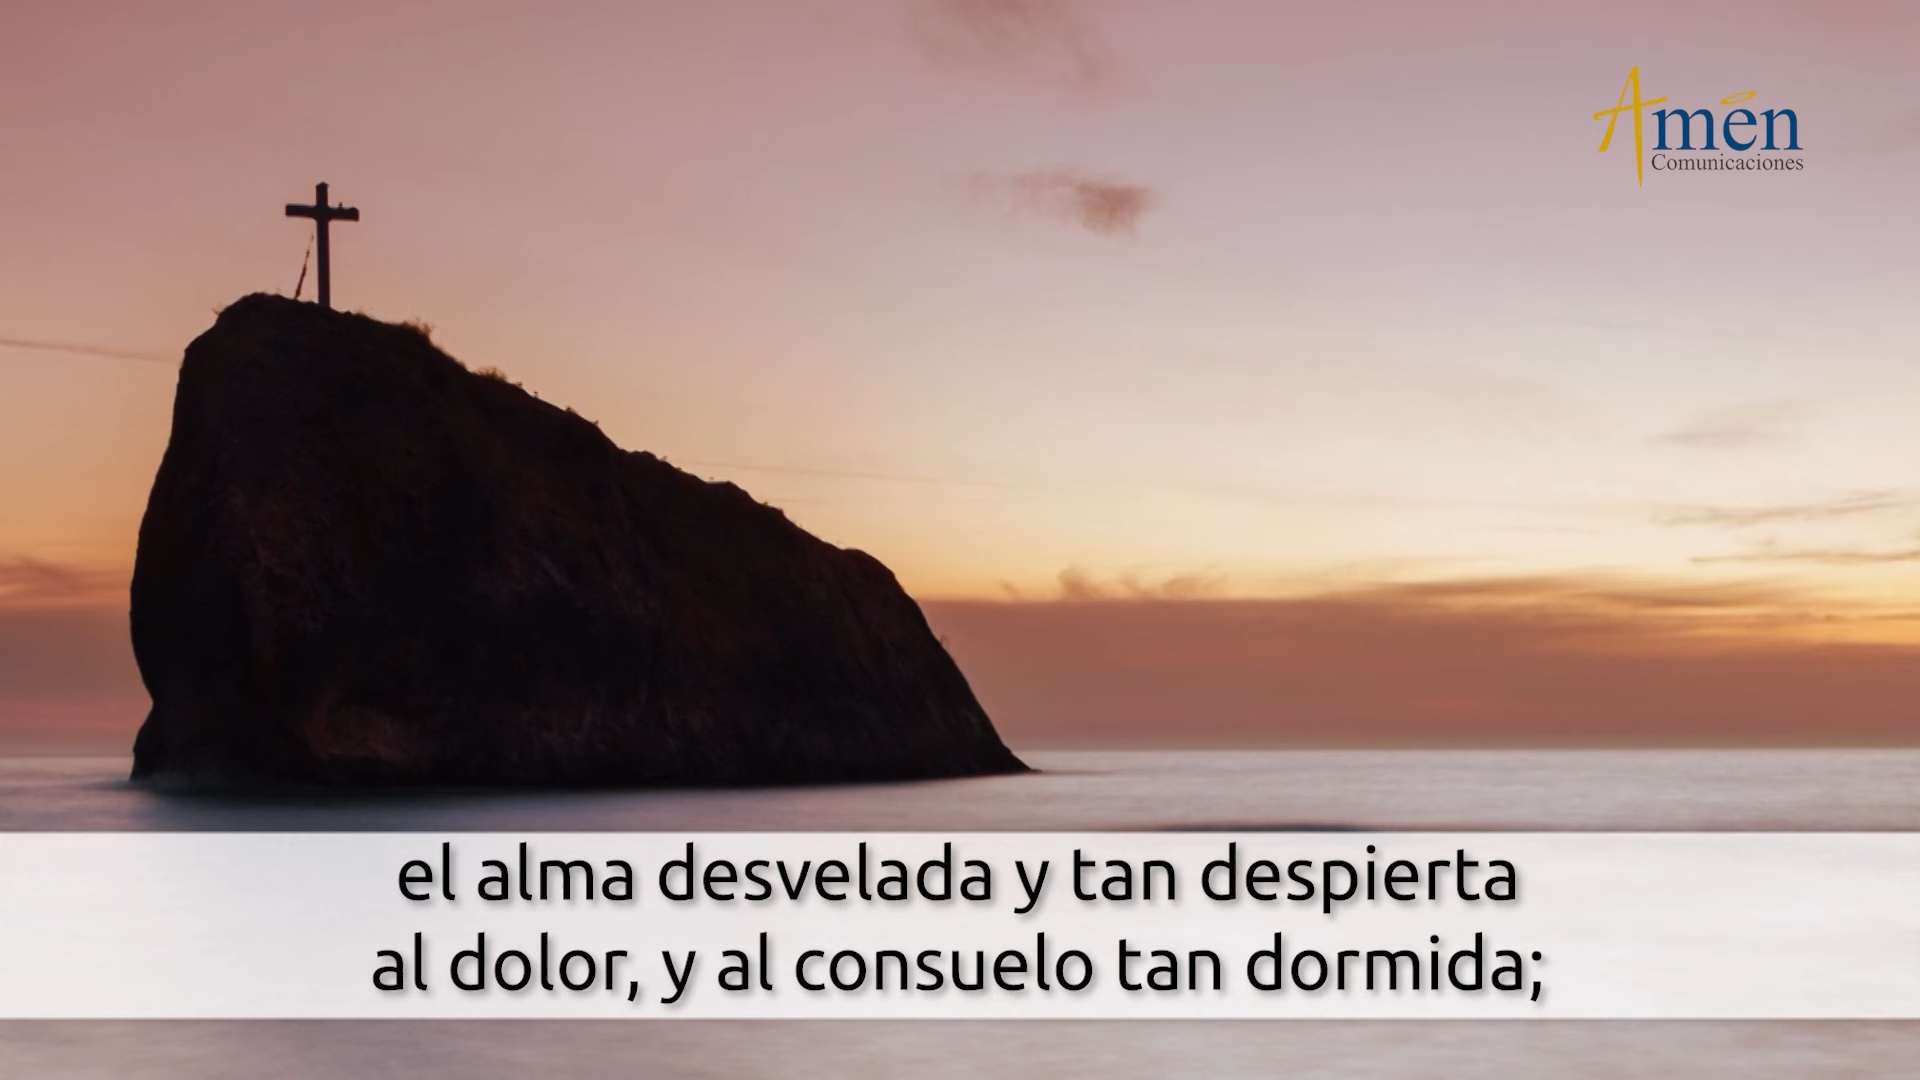 Amén
Comunicaciones
el alma desvelada y tan despierta
al dolor, y al consuelo tan dormida;